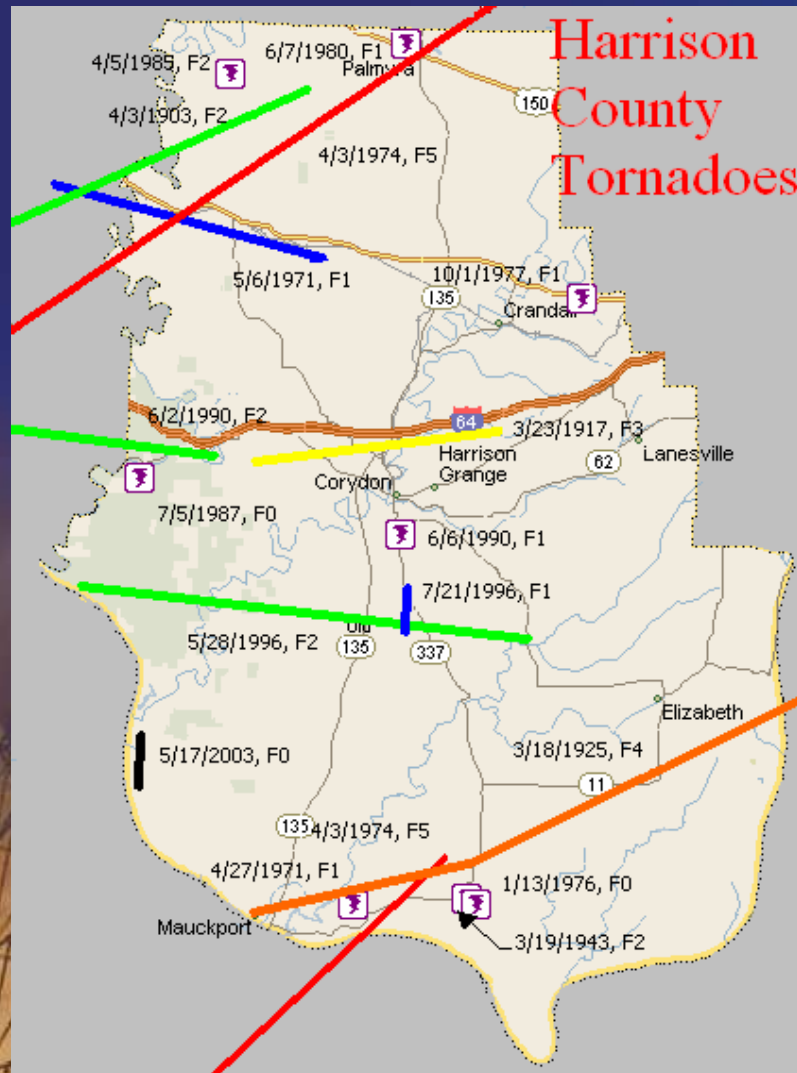 Harrison
County
Tornadoes
4/5/1985, F2
6/7/1980, F1
Palmyra
150
4/3/1903, F2
4/3/1974, F5
5/6/1971, F1
10/1/1977, F1
135
Crandall
6/2/1990, F2
64
3/23/1917, F3
Harrison
Grange
62
Lanesville
Corydon
7/5/1987, F0
6/6/1990, F1
7/21/1996, F1
5/28/1996, F2
135
337
Elizabeth
5/17/2003, F0
3/18/1925, F4
11
135
4/3/1974, F5
4/27/1971, F1
1/13/1976, F0
Mauckport
3/19/1943, F2